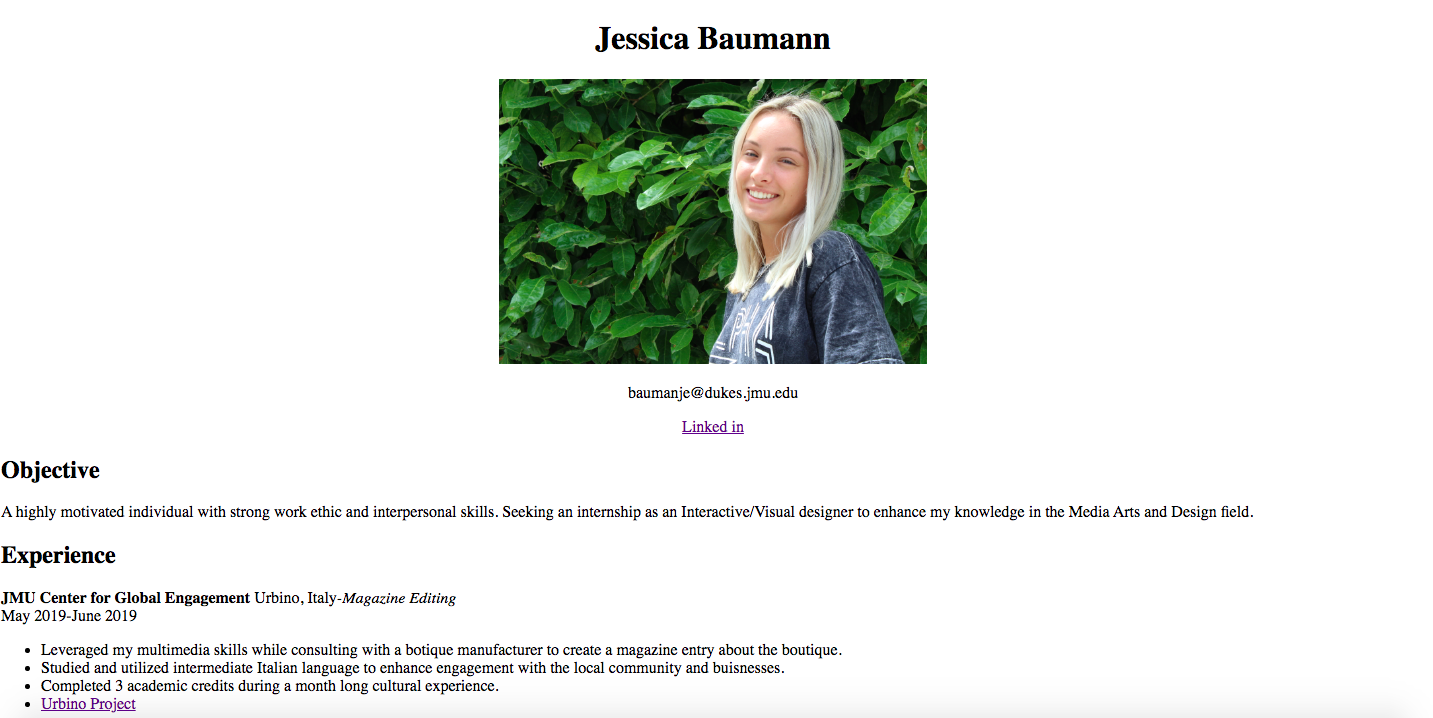 Jessica Baumann
baumanje@dukes.jmu.edu
Linked in
Objective
A highly motivated individual with strong work ethic and interpersonal skills. Seeking an internship as an Interactive/Visual designer to enhance my knowledge in the Media Arts and Design field.
Experience
JMU Center for Global Engagement Urbino, Italy-Magazine Editing
May 2019-June 2019
• Leveraged my multimedia skills while consulting with a botique manufacturer to create a magazine entry about the boutique.
• Studied and utilized intermediate Italian language to enhance engagement with the local community and buisnesses.
• Completed 3 academic credits during a month long cultural experience.
• Urbino Project